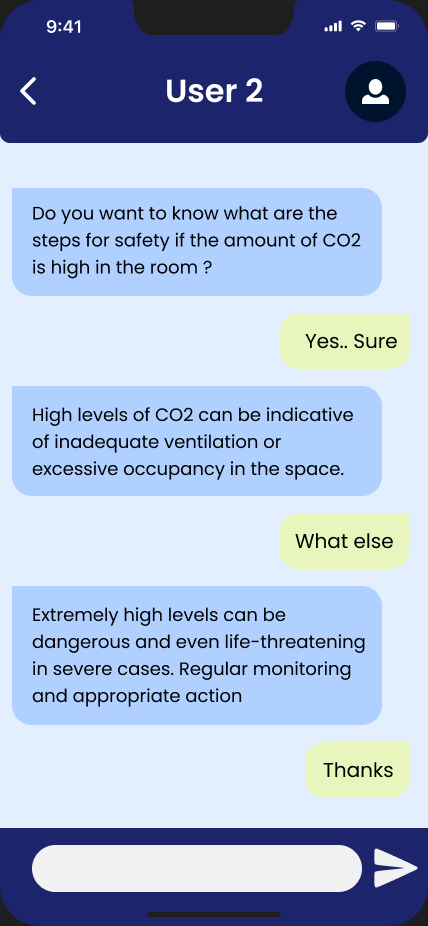 9:41
User 2
Do you want to know what are the
steps for safety if the amount of CO2
is high in the room ?
Yes.. Sure
High levels of CO2 can be indicative
of inadequate ventilation or
excessive occupancy in the space.
What else
Extremely high levels can be
dangerous and even life-threatening
in severe cases. Regular monitoring
and appropriate action
Thanks